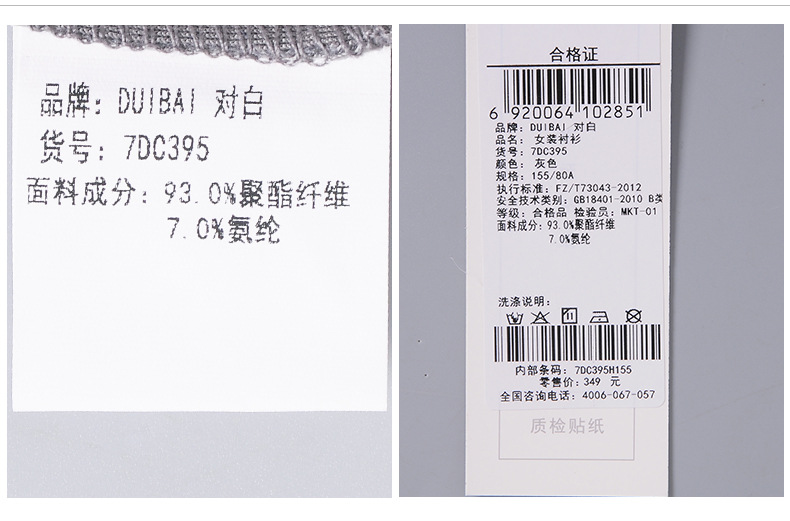 品牌: DUIBAI 对白
货号: 7DC395
面料成分: 93.0%聚酯纤维
7.0%氨纶
合格证
6 920064 102851
品牌: DUIBAI 对白
品名: 女装衬衫
货号: 7DC395
颜色: 灰色
规格: 155/80A
执行标准: FZ/T73043-2012
安全技术类别: GB18401-2010 B类
等级: 合格品 检验员: MKT-01
面料成分: 93.0%聚酯纤维
7.0%氨纶
洗涤说明:
内部条码: 7DC395H155
零售价: 349 元
全国咨询电话: 4006-067-057
质检贴纸